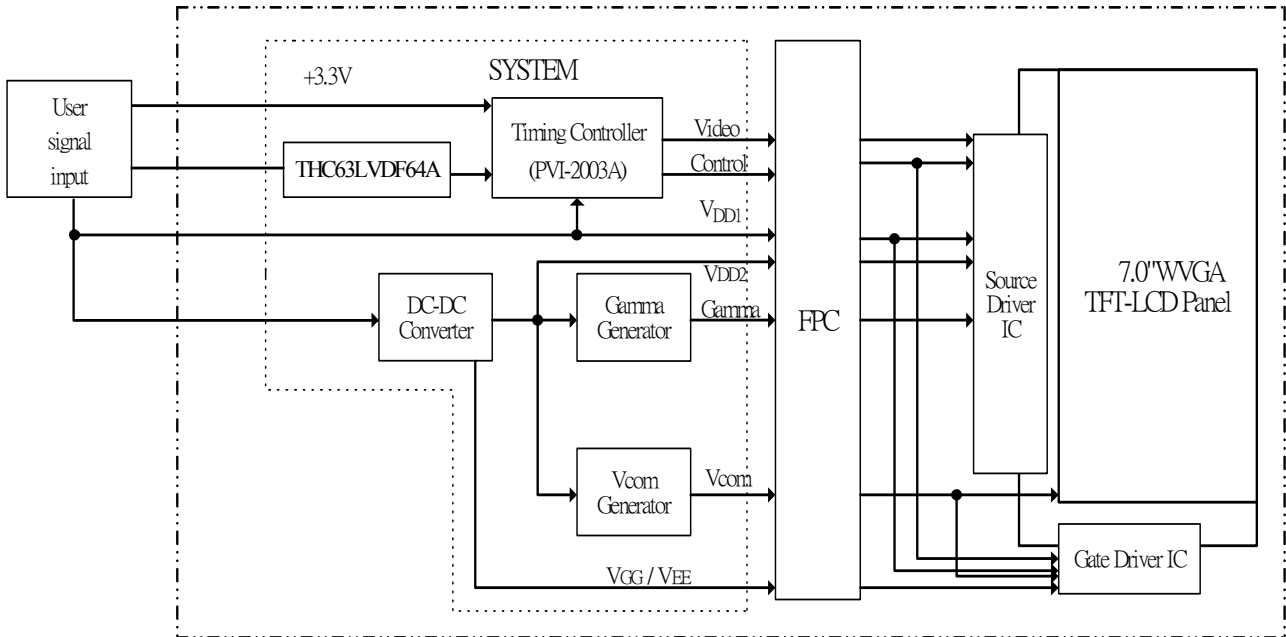 SYSTEM
+3.3V
User
signal
input
Timing Controller
(PVI-2003A)
THC63LVDF64A
Video
Control
VDD1
VDD2
DC-DC
Converter
Gamma
Generator
Gamma
FPC
Source
Driver
IC
7.0"WVGA
TFT-LCD Panel
Vcom
Generator
Vcom
Gate Driver IC
VGG / VEE